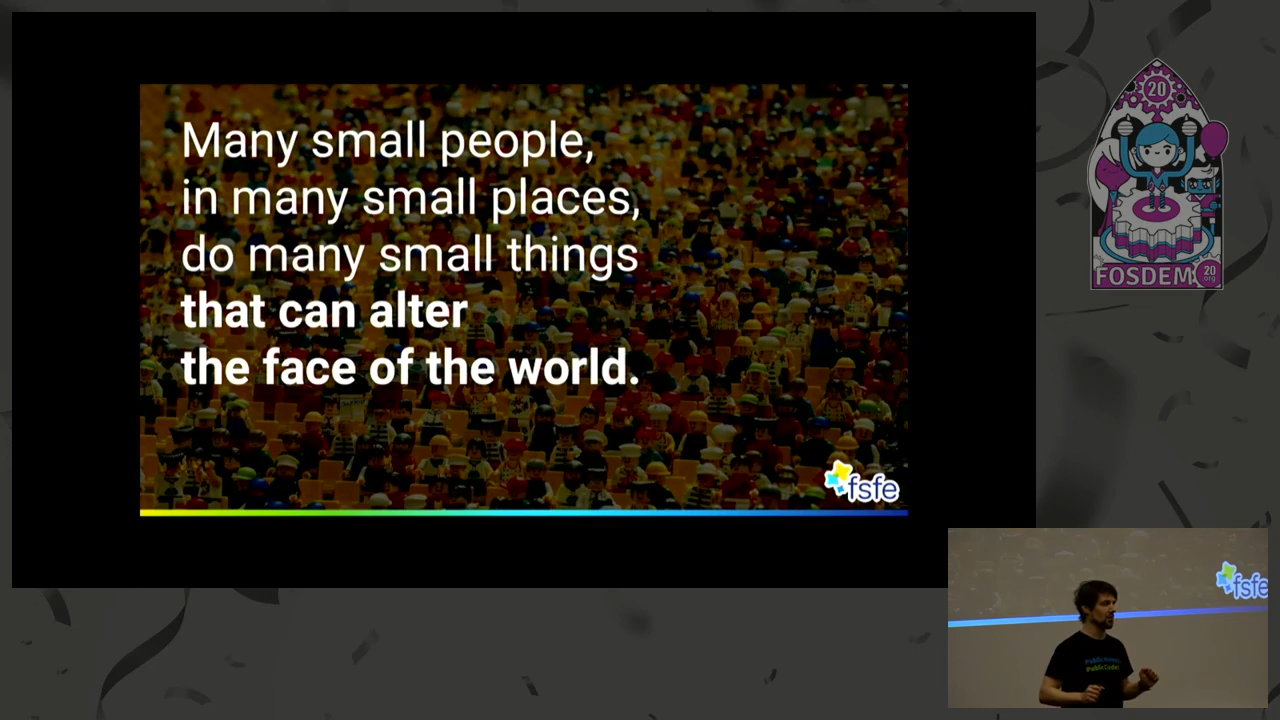 Many small people,
in many small places,
do many small things
that can alter
the face of the world.
fsfe
20
FOSDEM
20
org
fsfe
Public Money
Public Code